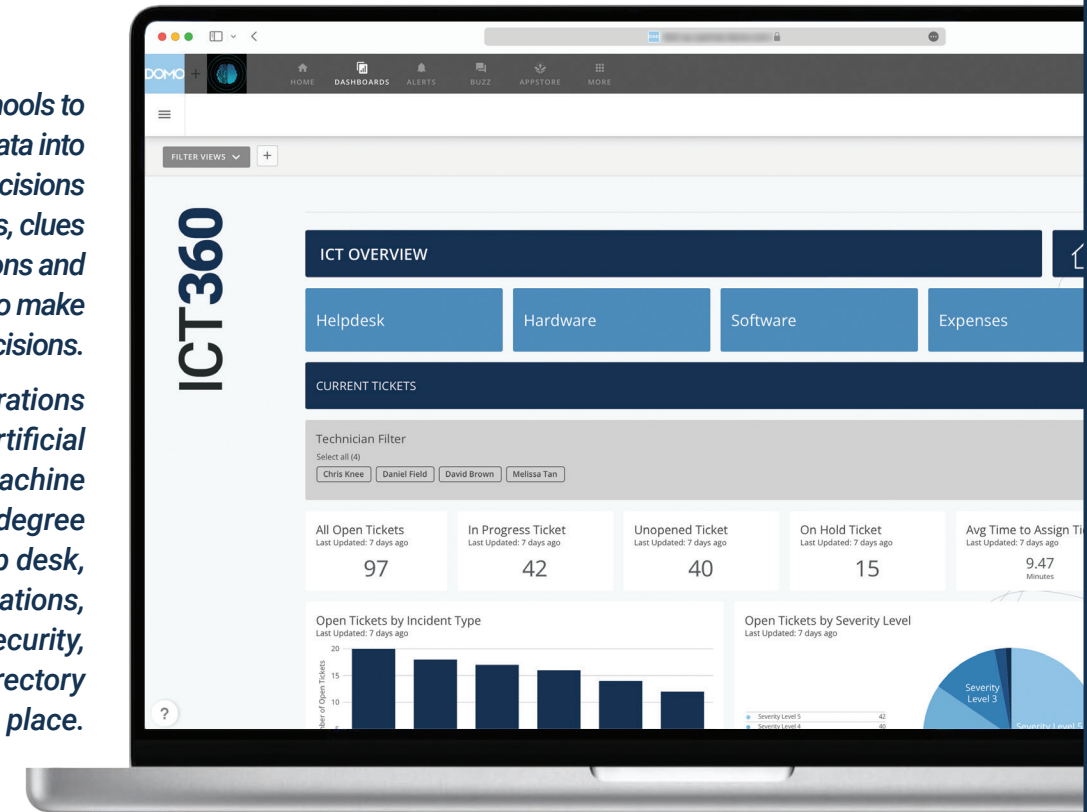 hools to
ata into
cisions
s, clues
ons and
o make
cisions.
rations
rtificial
achine
degree
p desk,
ations,
ecurity,
rectory
place.
DOMO
HOME DASHBOARDS ALERTS BUZZ APPSTORE MORE
FILTER VIEWS
+
ICT360
ICT OVERVIEW
Helpdesk Hardware Software Expenses
CURRENT TICKETS
Technician Filter
Select all (4)
Chris Knee Daniel Field David Brown Melissa Tan
All Open Tickets
Last Updated: 7 days ago
97
In Progress Ticket
Last Updated: 7 days ago
42
Unopened Ticket
Last Updated: 7 days ago
40
On Hold Ticket
Last Updated: 7 days ago
15
Avg Time to Assign Ti
Last Updated: 7 days ago
9.47
Minutes
Open Tickets by Incident Type
Last Updated: 7 days ago
20
15
10
5
mber of Open Tickets
Open Tickets by Severity Level
Last Updated: 7 days ago
Severity Level 5 42
Severity Level 4 40
Severity
Level 3
Severity Level 5
?